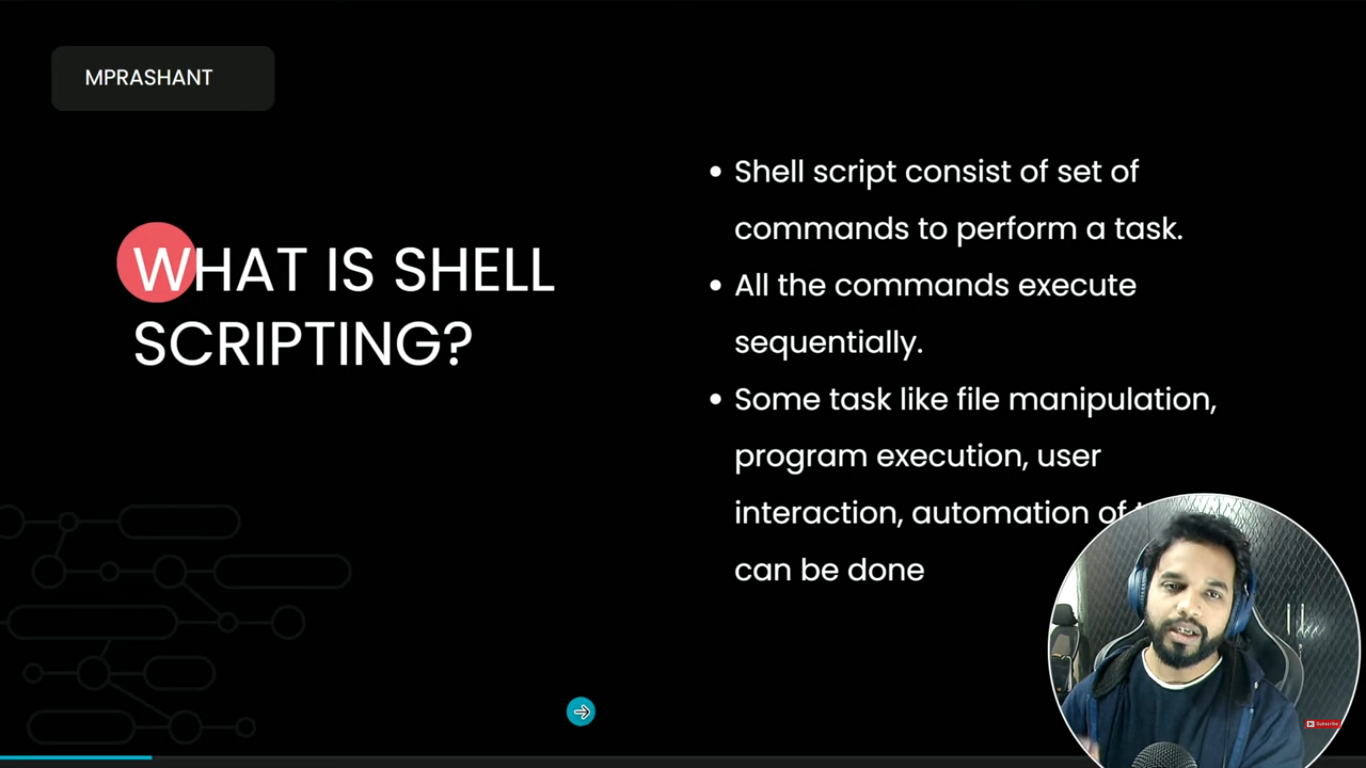 MPRASHANT
WHAT IS SHELL
SCRIPTING?
• Shell script consist of set of
commands to perform a task.
• All the commands execute
sequentially.
• Some task like file manipulation,
program execution, user
interaction, automation of
can be done
Subscribe